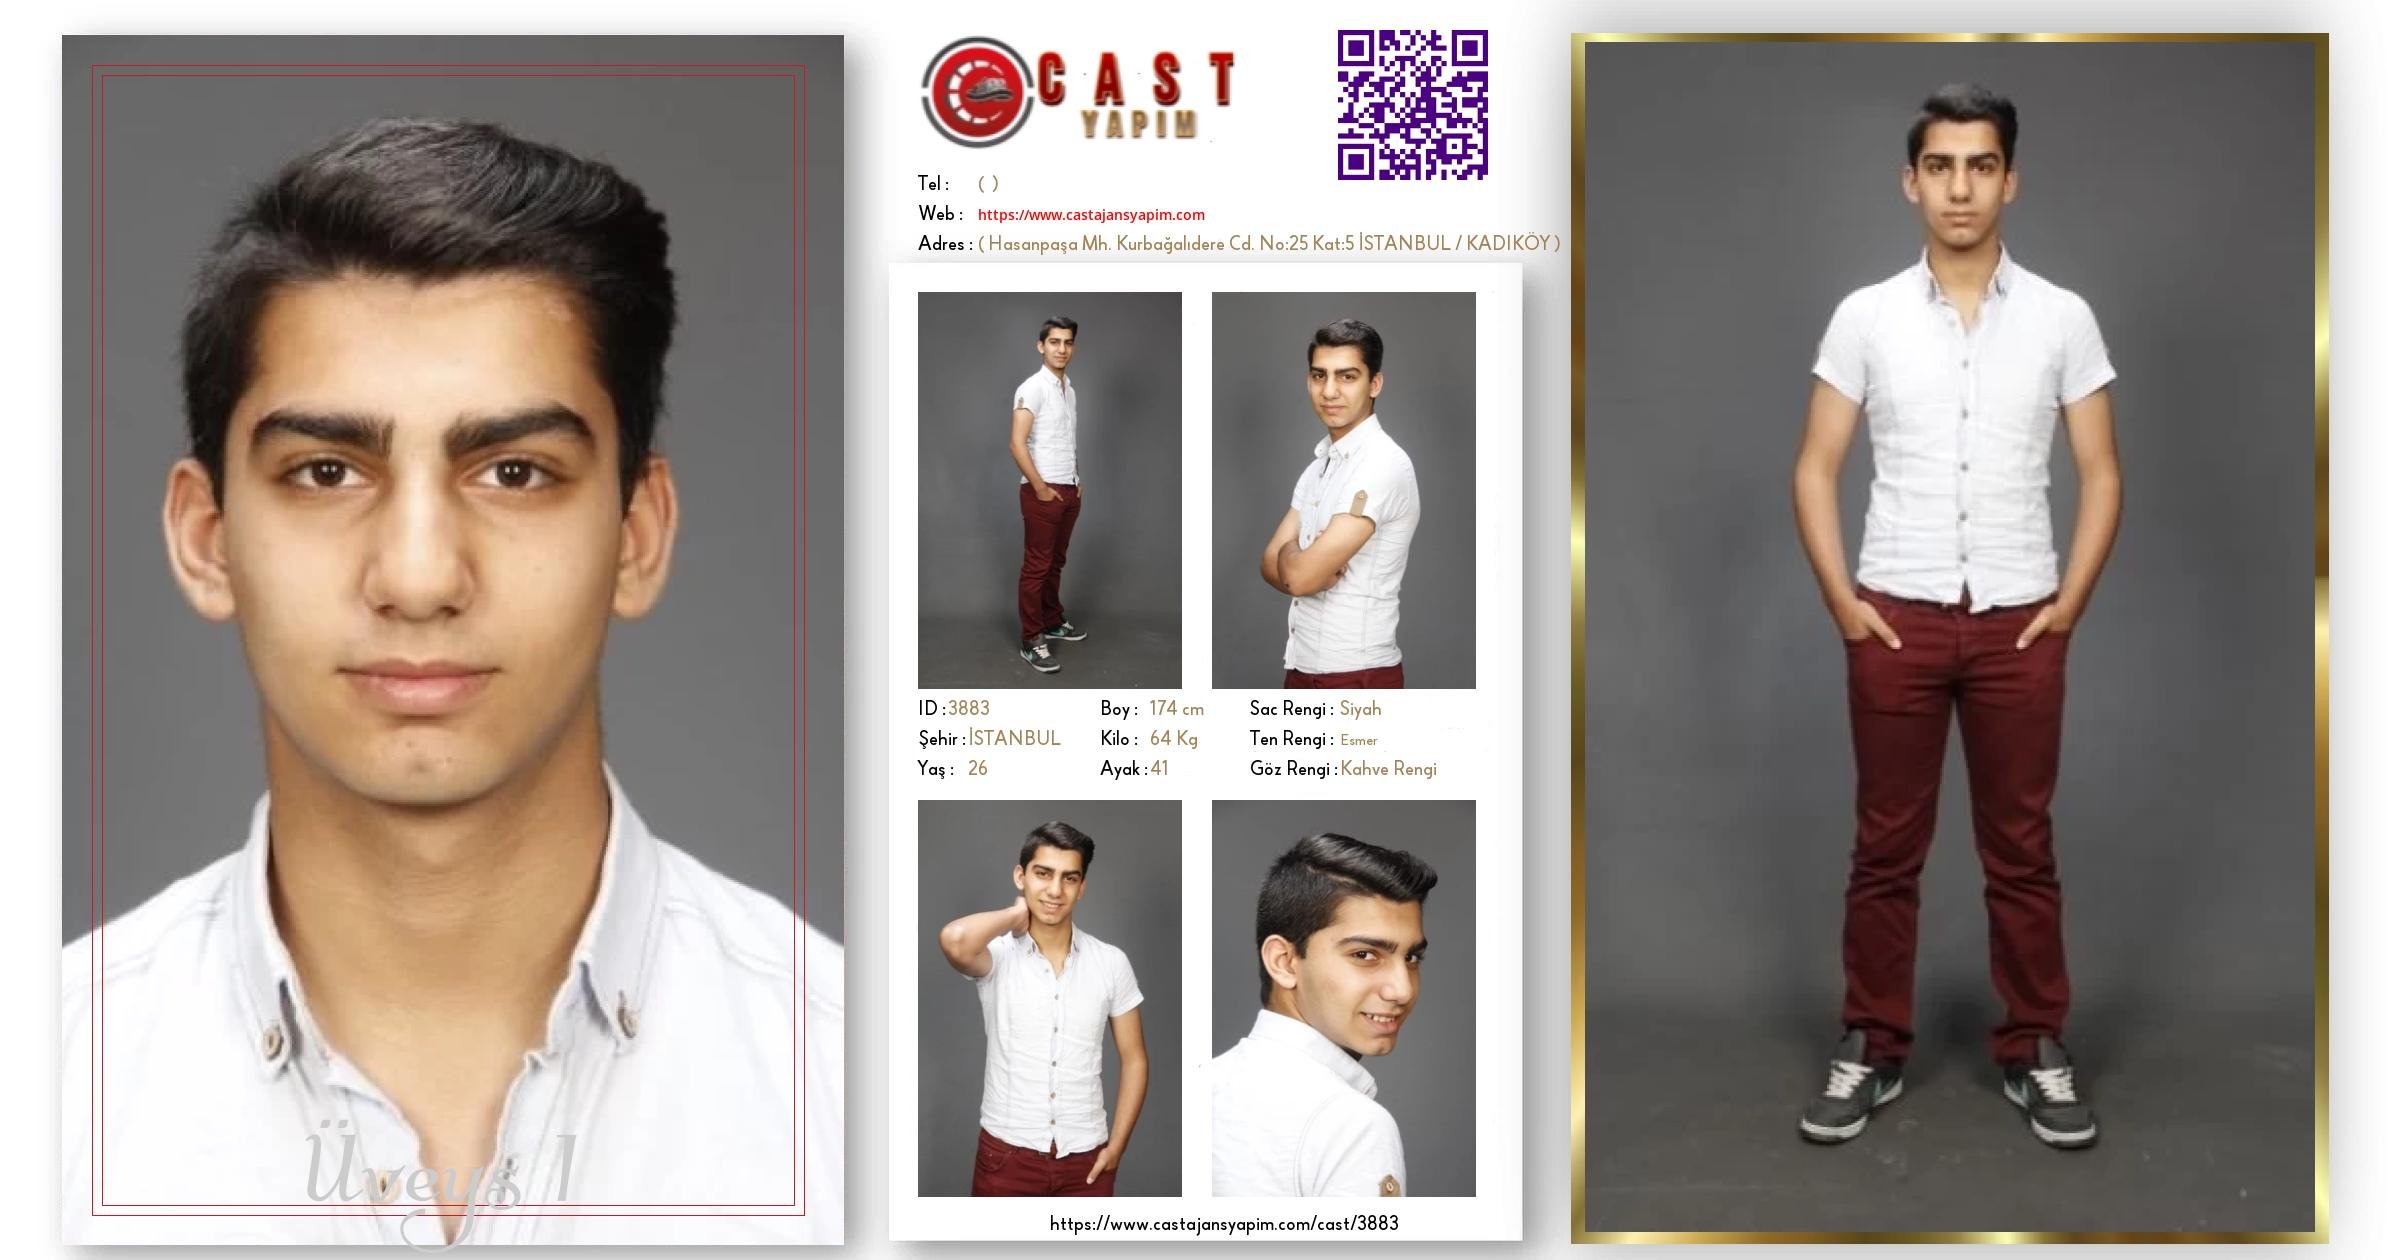 Üveys I
CAST
YAPIM
Tel : ( )
Web : https://www.castajansyapim.com
Adres : ( Hasanpaşa Mh. Kurbağalıdere Cd. No:25 Kat:5 İSTANBUL / KADIKÖY )
ID : 3883 Boy : 174 cm Sac Rengi : Siyah
Şehir : İSTANBUL Kilo : 64 Kg Ten Rengi : Esmer
Yaş : 26 Ayak : 41 Göz Rengi : Kahve Rengi
https://www.castajansyapim.com/cast/3883